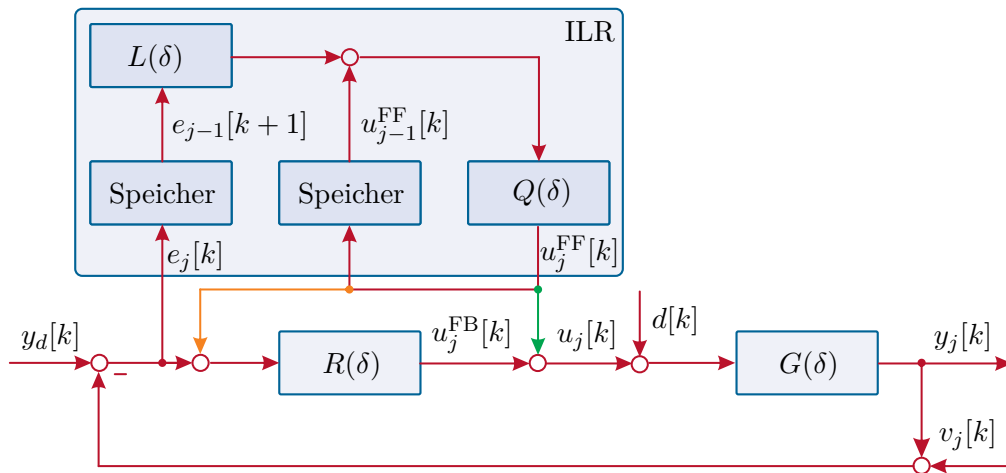 ILR
L(δ)
e_{j−1}[k + 1]
u^{FF}_{j−1}[k]
Speicher
Speicher
Q(δ)
e_j[k]
u^{FF}_j[k]
y_d[k]
−
R(δ)
u^{FB}_j[k]
u_j[k]
d[k]
G(δ)
y_j[k]
v_j[k]